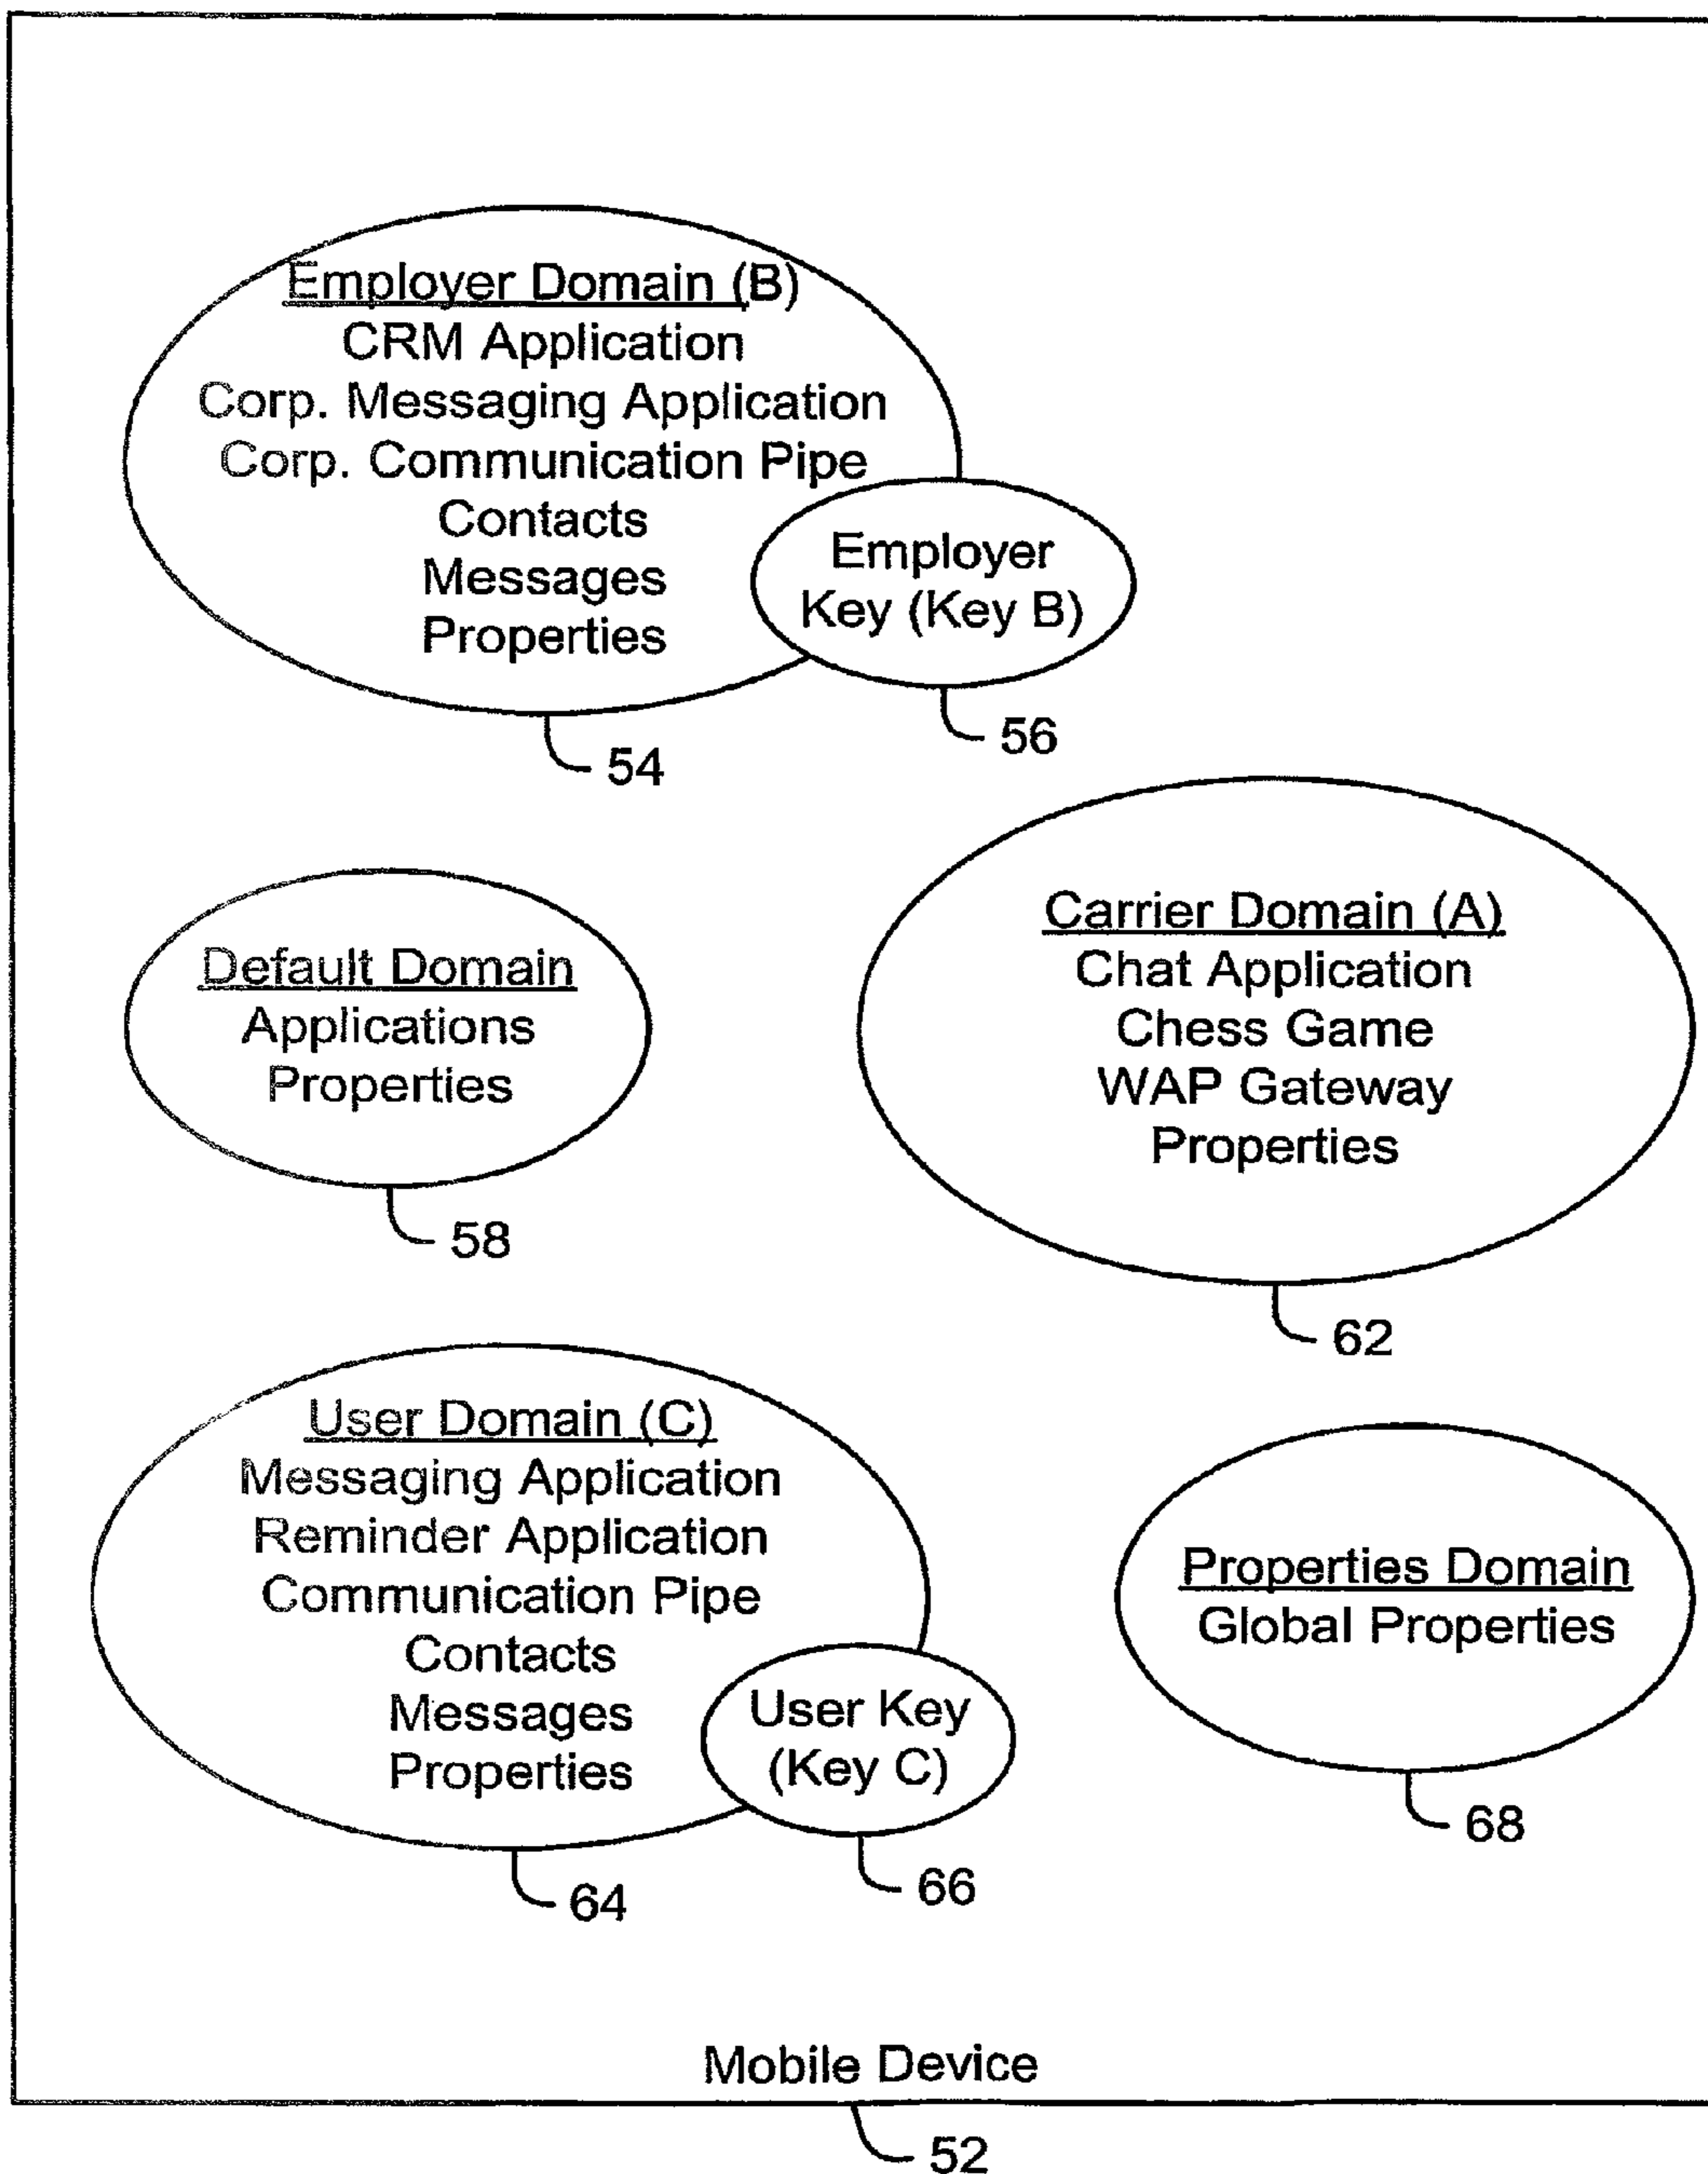 Employer Domain (B)
CRM Application
Corp. Messaging Application
Corp. Communication Pipe
Contacts
Messages
Properties
Employer
Key (Key B)
56
54
Default Domain
Applications
Properties
58
Carrier Domain (A)
Chat Application
Chess Game
WAP Gateway
Properties
62
User Domain (C)
Messaging Application
Reminder Application
Communication Pipe
Contacts
Messages
Properties
User Key
(Key C)
66
64
Properties Domain
Global Properties
68
Mobile Device
52